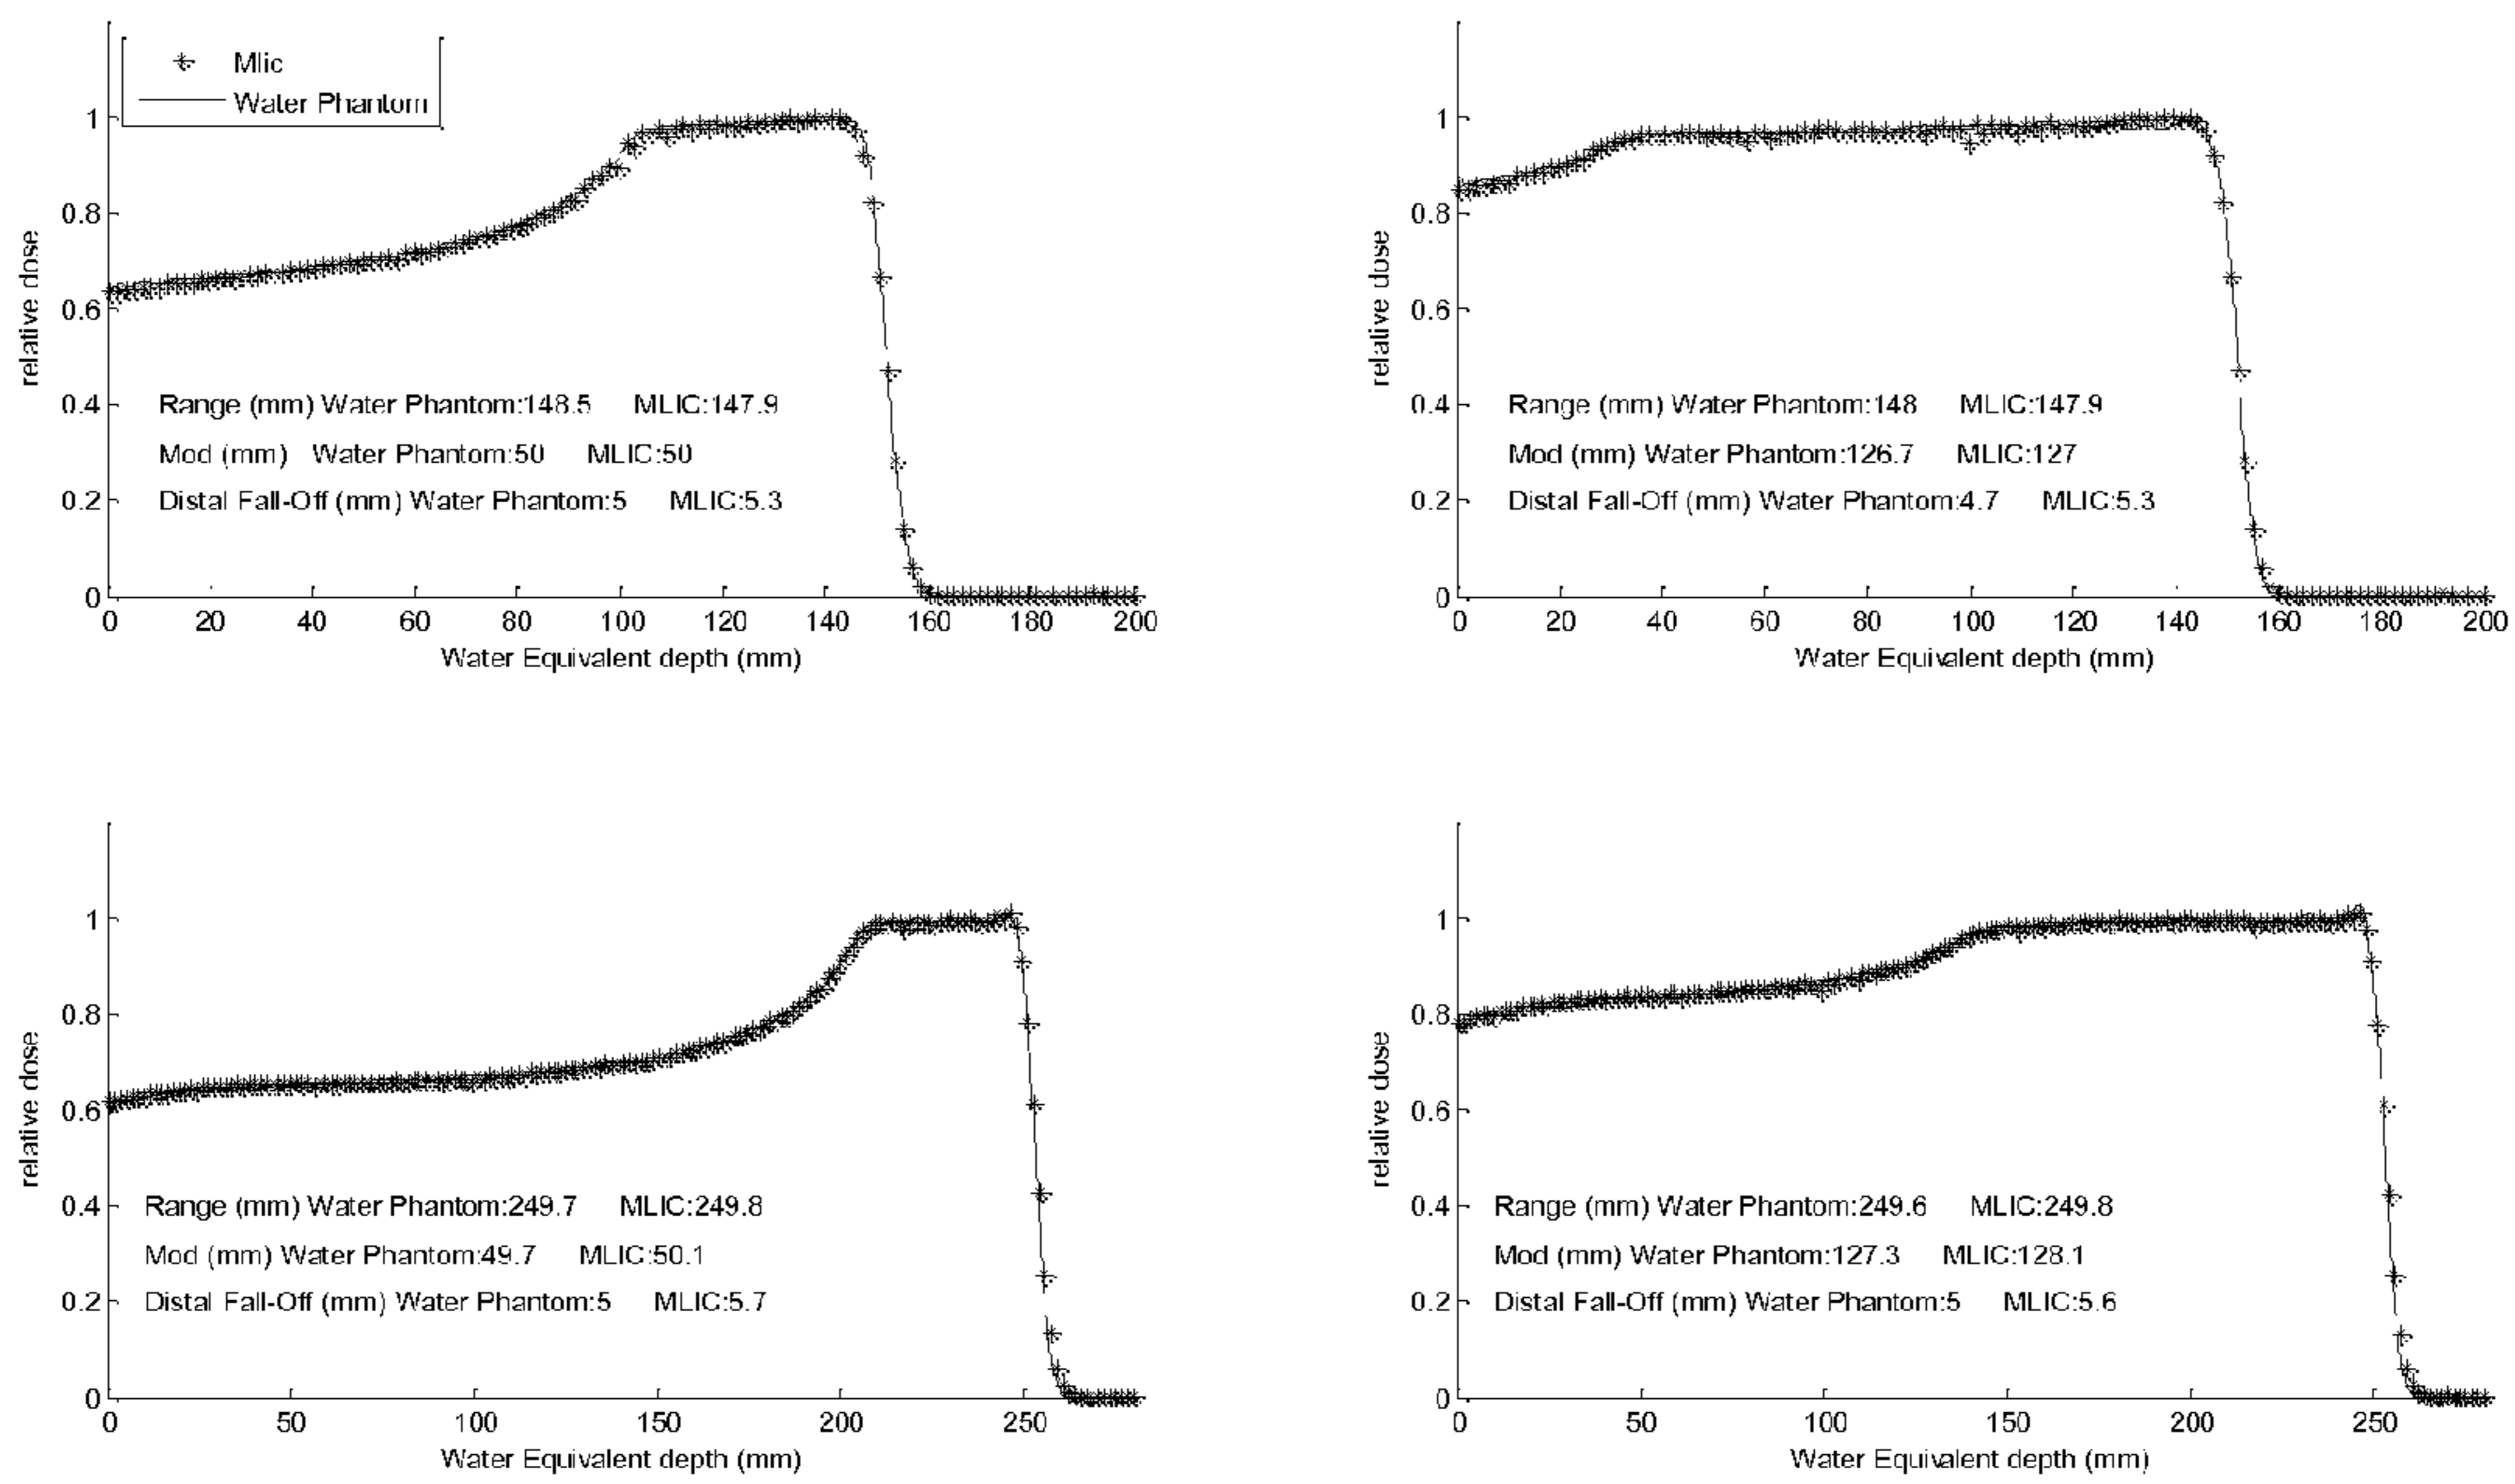 Mlic
Water Phantom
1
0.8
0.6
0.4
0.2
0
relative dose
Range (mm) Water Phantom:148.5 MLIC:147.9
Mod (mm) Water Phantom:50 MLIC:50
Distal Fall-Off (mm) Water Phantom:5 MLIC:5.3
0 20 40 60 80 100 120 140 160 180 200
Water Equivalent depth (mm)
1
0.8
0.6
0.4
0.2
0
relative dose
Range (mm) Water Phantom:148 MLIC:147.9
Mod (mm) Water Phantom:126.7 MLIC:127
Distal Fall-Off (mm) Water Phantom:4.7 MLIC:5.3
0 20 40 60 80 100 120 140 160 180 200
Water Equivalent depth (mm)
1
0.8
0.6
0.4
0.2
0
relative dose
Range (mm) Water Phantom:249.7 MLIC:249.8
Mod (mm) Water Phantom:49.7 MLIC:50.1
Distal Fall-Off (mm) Water Phantom:5 MLIC:5.7
0 50 100 150 200 250
Water Equivalent depth (mm)
1
0.8
0.6
0.4
0.2
0
relative dose
Range (mm) Water Phantom:249.6 MLIC:249.8
Mod (mm) Water Phantom:127.3 MLIC:128.1
Distal Fall-Off (mm) Water Phantom:5 MLIC:5.6
0 50 100 150 200 250
Water Equivalent depth (mm)